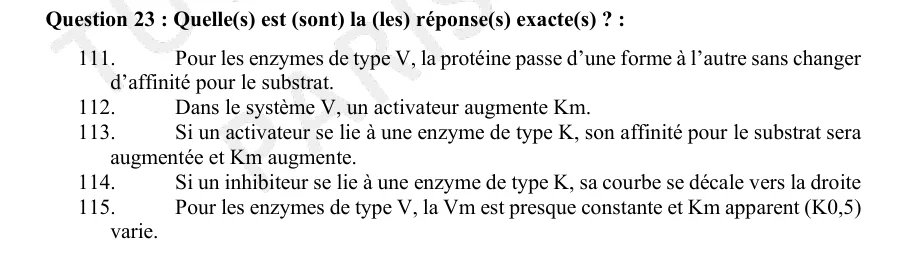 Question 23 : Quelle(s) est (sont) la (les) réponse(s) exacte(s) ? :
111. Pour les enzymes de type V, la protéine passe d’une forme à l’autre sans changer
d’affinité pour le substrat.
112. Dans le système V, un activateur augmente Km.
113. Si un activateur se lie à une enzyme de type K, son affinité pour le substrat sera
augmentée et Km augmente.
114. Si un inhibiteur se lie à une enzyme de type K, sa courbe se décale vers la droite
115. Pour les enzymes de type V, la Vm est presque constante et Km apparent (K0,5)
varie.